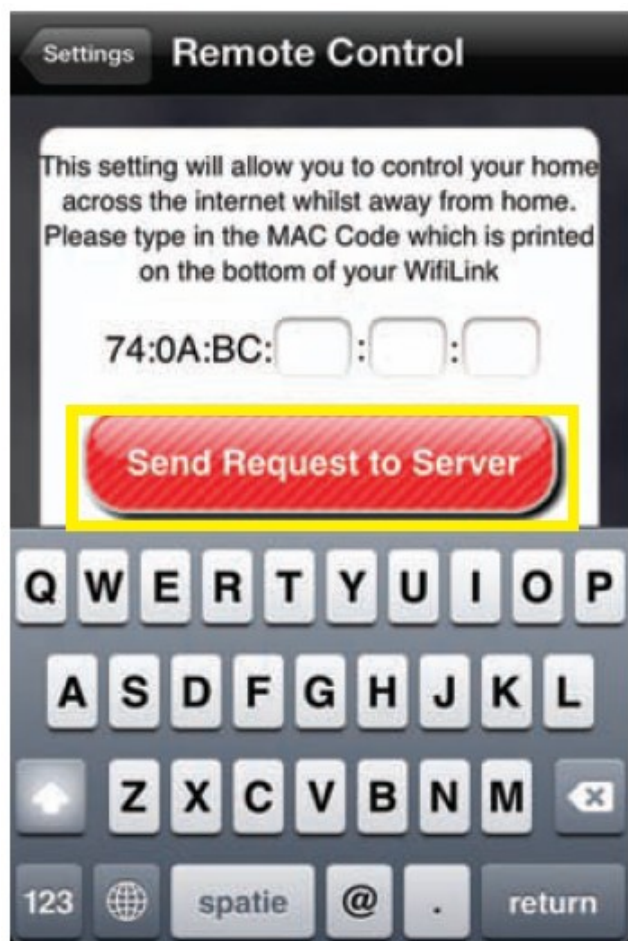 Settings
Remote Control
This setting will allow you to control your home
across the internet whilst away from home.
Please type in the MAC Code which is printed
on the bottom of your WifiLink
74:0A:BC: : :
Send Request to Server
Q W E R T Y U I O P
A S D F G H J K L
Z X C V B N M
123 spatie @ . return